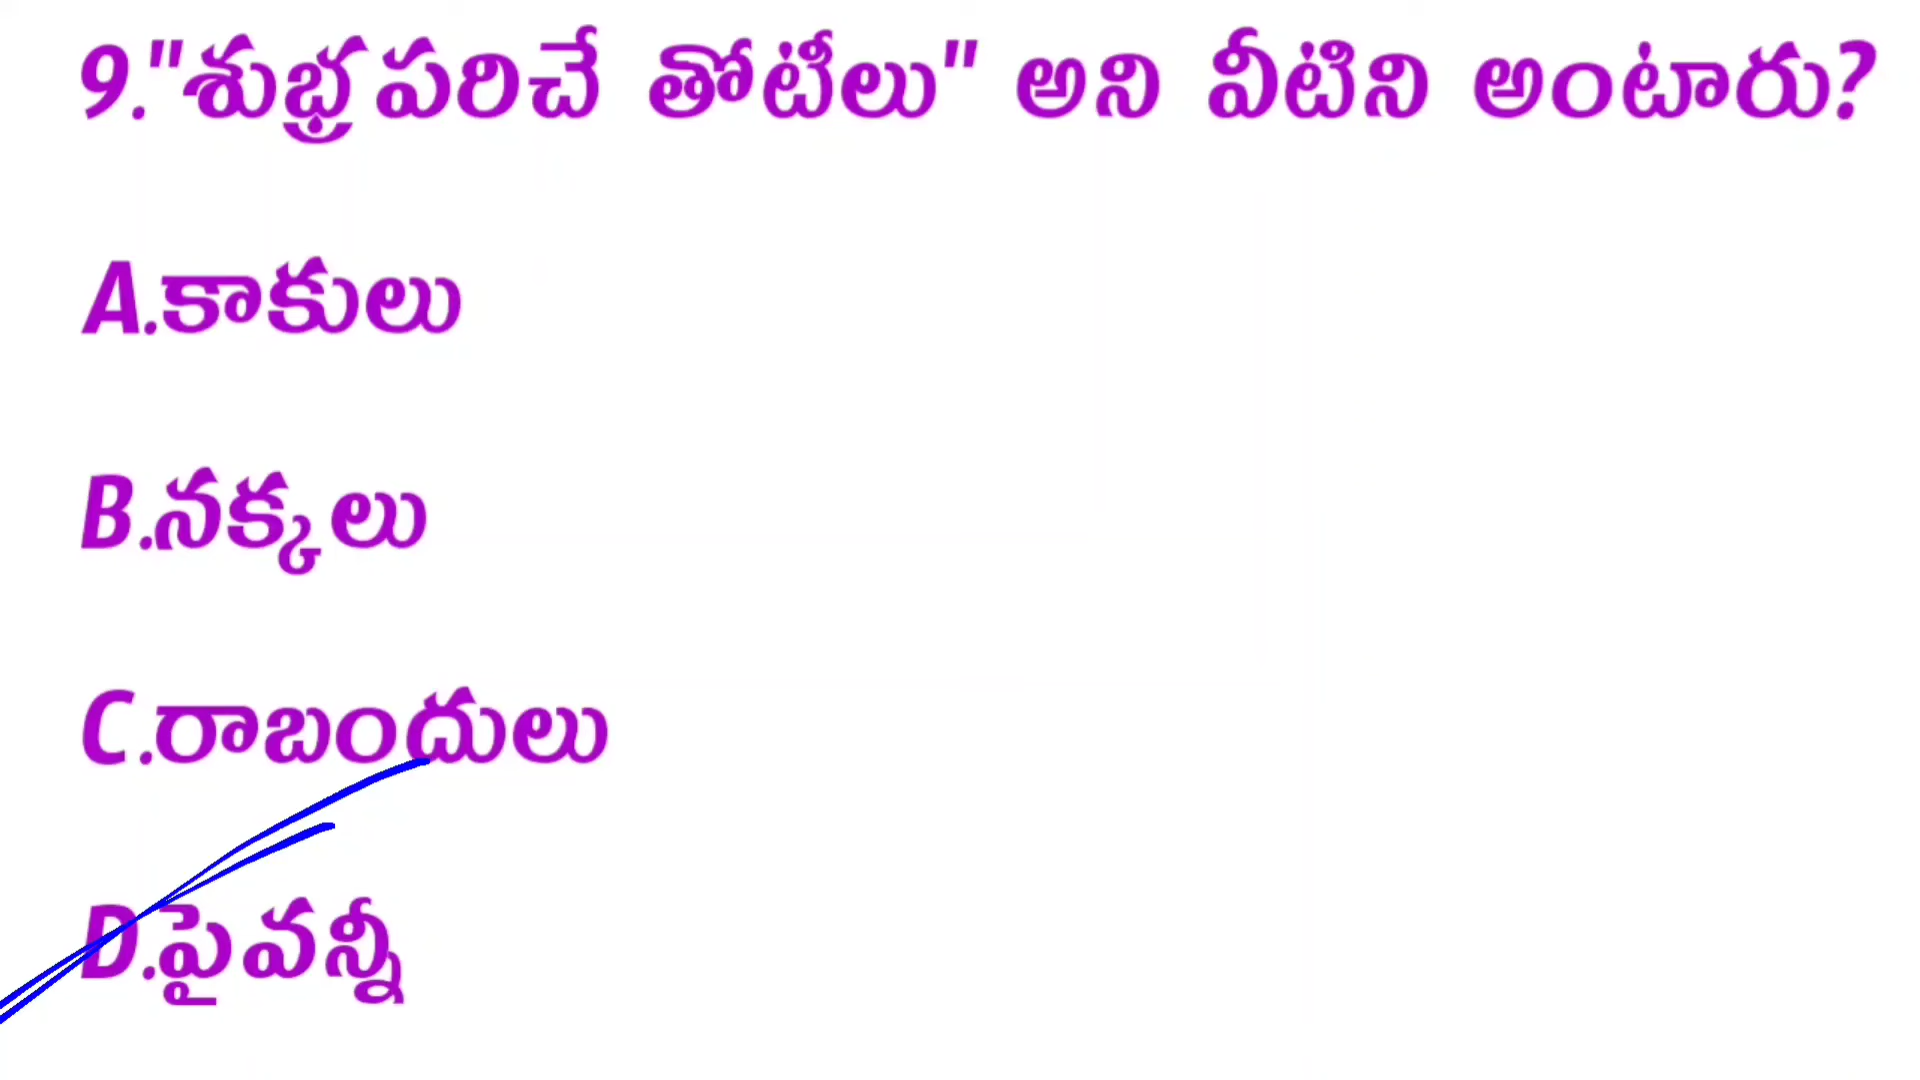 9."శుభ్రపరిచే తోటీలు" అని వీటిని అంటారు?
A.కాకులు
B.నక్కలు
C.రాబందులు
D.పైవన్నీ